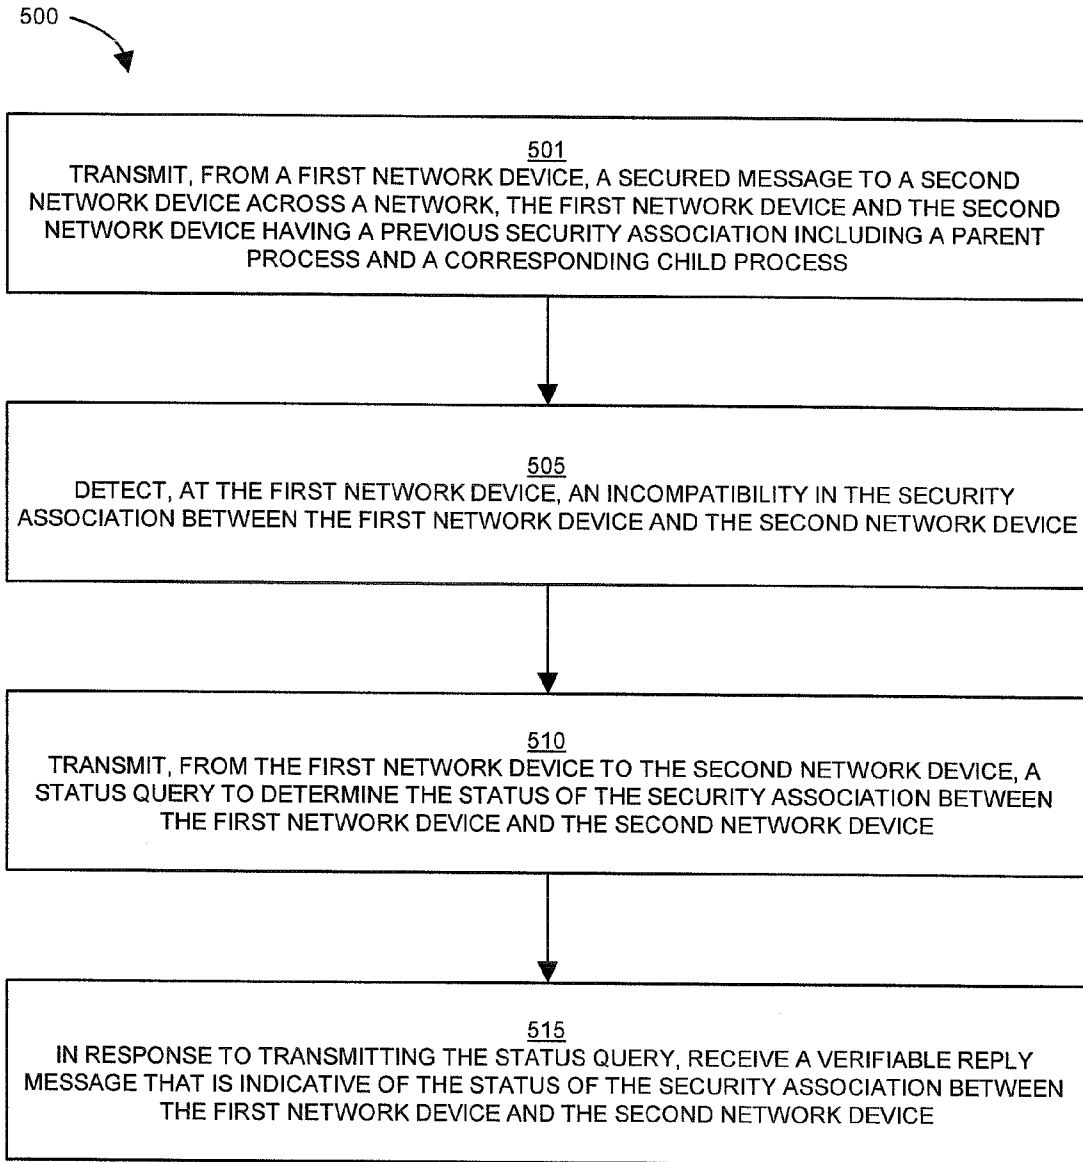 500
501
TRANSMIT, FROM A FIRST NETWORK DEVICE, A SECURED MESSAGE TO A SECOND
NETWORK DEVICE ACROSS A NETWORK, THE FIRST NETWORK DEVICE AND THE SECOND
NETWORK DEVICE HAVING A PREVIOUS SECURITY ASSOCIATION INCLUDING A PARENT
PROCESS AND A CORRESPONDING CHILD PROCESS
505
DETECT, AT THE FIRST NETWORK DEVICE, AN INCOMPATIBILITY IN THE SECURITY
ASSOCIATION BETWEEN THE FIRST NETWORK DEVICE AND THE SECOND NETWORK DEVICE
510
TRANSMIT, FROM THE FIRST NETWORK DEVICE TO THE SECOND NETWORK DEVICE, A
STATUS QUERY TO DETERMINE THE STATUS OF THE SECURITY ASSOCIATION BETWEEN
THE FIRST NETWORK DEVICE AND THE SECOND NETWORK DEVICE
515
IN RESPONSE TO TRANSMITTING THE STATUS QUERY, RECEIVE A VERIFIABLE REPLY
MESSAGE THAT IS INDICATIVE OF THE STATUS OF THE SECURITY ASSOCIATION BETWEEN
THE FIRST NETWORK DEVICE AND THE SECOND NETWORK DEVICE